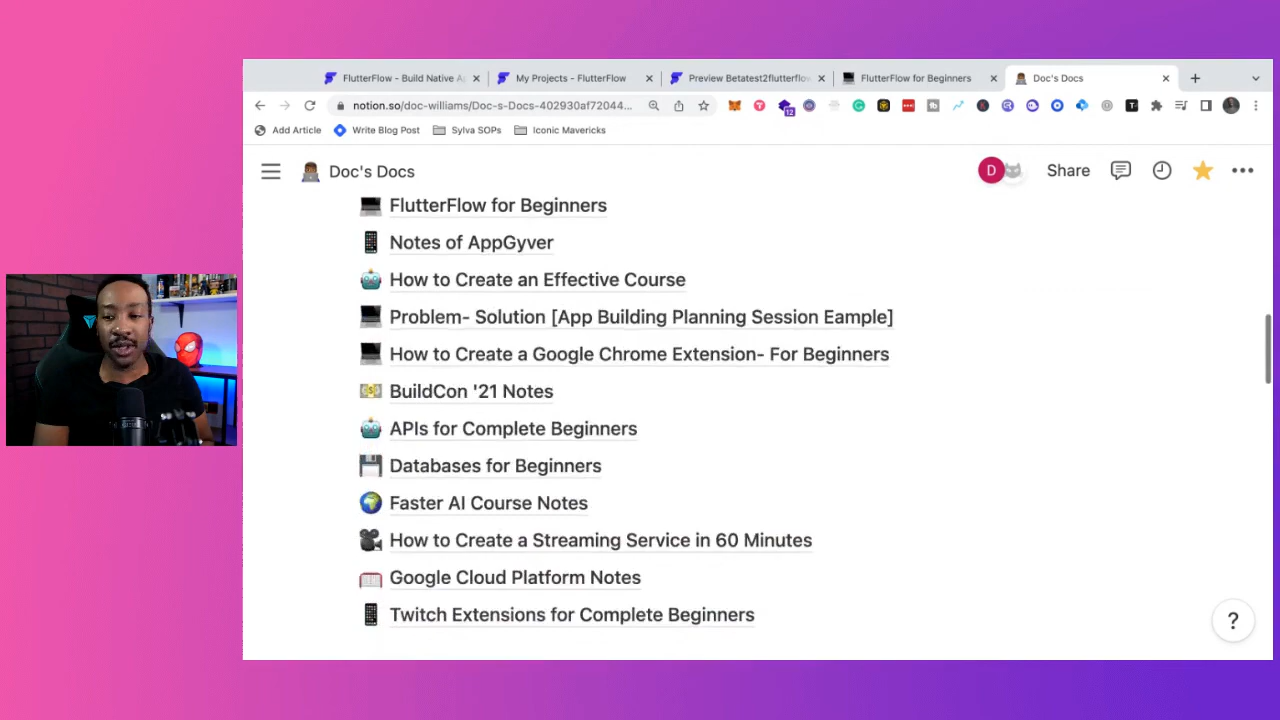 FlutterFlow - Build Native A
My Projects - FlutterFlow
Preview Betatest2flutterflow
FlutterFlow for Beginners
Doc's Docs
notion.so/doc-williams/Doc-s-Docs-402930af72044...
12
Add Article
Write Blog Post
Sylva SOPs
Iconic Mavericks
Doc's Docs
D
Share
FlutterFlow for Beginners
Notes of AppGyver
How to Create an Effective Course
Problem- Solution [App Building Planning Session Eample]
How to Create a Google Chrome Extension- For Beginners
BuildCon '21 Notes
APIs for Complete Beginners
Databases for Beginners
Faster AI Course Notes
How to Create a Streaming Service in 60 Minutes
Google Cloud Platform Notes
Twitch Extensions for Complete Beginners
?